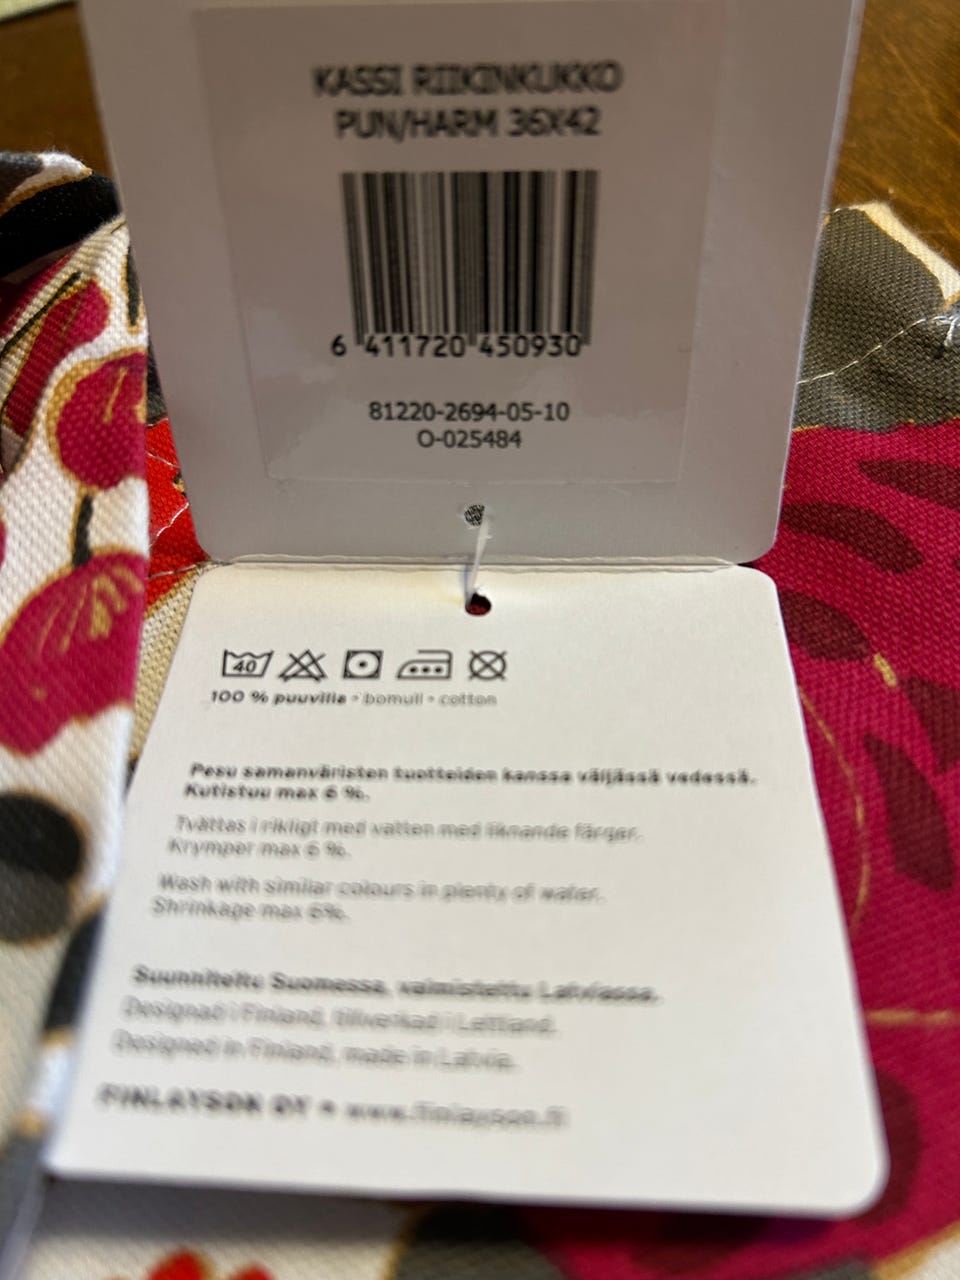 KASSI RIIKINKUKKO
PUN/HARM 36X42
6 411720 450930
81220-2694-05-10
O-025484
40
100 % puuvilla • bomull • cotton
Pesu samanväristen tuotteiden kanssa väljässä vedessä.
Kutistuu max 6 %.
Tvättas i rikligt med vatten med liknande färger.
Krymper max 6 %.
Wash with similar colours in plenty of water.
Shrinkage max 6%.
Suunniteltu Suomessa, valmistettu Latviassa.
Designad i Finland, tillverkad i Lettland.
Designed in Finland, made in Latvia.
FINLAYSON OY • www.finlayson.fi